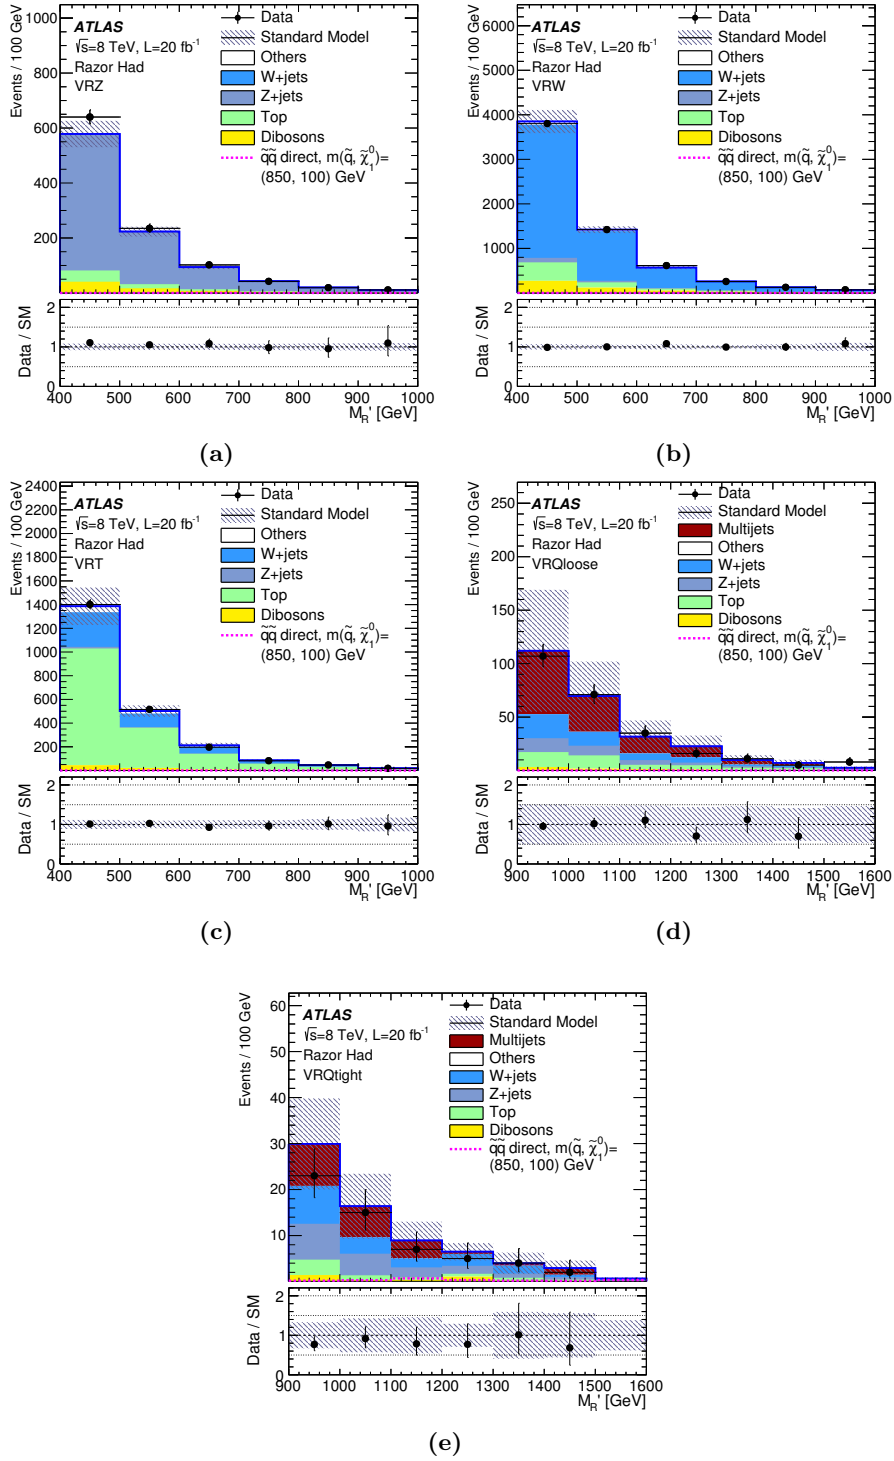 Events / 100 GeV
1000
800
600
400
200
ATLAS
√s=8 TeV, L=20 fb⁻¹
Razor Had
VRZ
Data
Standard Model
Others
W+jets
Z+jets
Top
Dibosons
q̃q̃ direct, m(q̃, χ̃₁⁰)=
(850, 100) GeV
Data / SM
2
1
0
400 500 600 700 800 900 1000
M_R' [GeV]
(a)
Events / 100 GeV
6000
5000
4000
3000
2000
1000
ATLAS
√s=8 TeV, L=20 fb⁻¹
Razor Had
VRW
Data
Standard Model
Others
W+jets
Z+jets
Top
Dibosons
q̃q̃ direct, m(q̃, χ̃₁⁰)=
(850, 100) GeV
Data / SM
2
1
0
400 500 600 700 800 900 1000
M_R' [GeV]
(b)
Events / 100 GeV
2400
2200
2000
1800
1600
1400
1200
1000
800
600
400
200
ATLAS
√s=8 TeV, L=20 fb⁻¹
Razor Had
VRT
Data
Standard Model
Others
W+jets
Z+jets
Top
Dibosons
q̃q̃ direct, m(q̃, χ̃₁⁰)=
(850, 100) GeV
Data / SM
2
1
0
400 500 600 700 800 900 1000
M_R' [GeV]
(c)
Events / 100 GeV
250
200
150
100
50
ATLAS
√s=8 TeV, L=20 fb⁻¹
Razor Had
VRQloose
Data
Standard Model
Multijets
Others
W+jets
Z+jets
Top
Dibosons
q̃q̃ direct, m(q̃, χ̃₁⁰)=
(850, 100) GeV
Data / SM
2
1
0
900 1000 1100 1200 1300 1400 1500 1600
M_R' [GeV]
(d)
Events / 100 GeV
60
50
40
30
20
10
ATLAS
√s=8 TeV, L=20 fb⁻¹
Razor Had
VRQtight
Data
Standard Model
Multijets
Others
W+jets
Z+jets
Top
Dibosons
q̃q̃ direct, m(q̃, χ̃₁⁰)=
(850, 100) GeV
Data / SM
2
1
0
900 1000 1100 1200 1300 1400 1500 1600
M_R' [GeV]
(e)